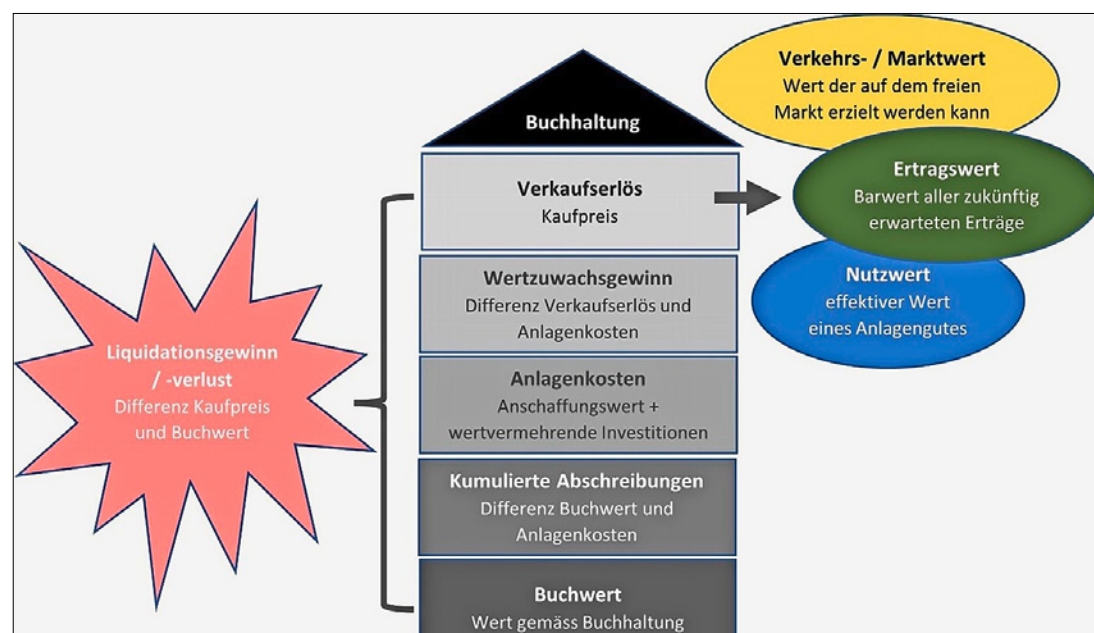 Verkehrs- / Marktwert
Wert der auf dem freien
Markt erzielt werden kann
Buchhaltung
Ertragswert
Barwert aller zukünftig
erwarteten Erträge
Verkaufserlös
Kaufpreis
Nutzwert
effektiver Wert
eines Anlagengutes
Wertzuwachsgewinn
Differenz Verkaufserlös und
Anlagenkosten
Liquidationsgewinn
/ -verlust
Differenz Kaufpreis
und Buchwert
Anlagenkosten
Anschaffungswert +
wertvermehrende Investitionen
Kumulierte Abschreibungen
Differenz Buchwert und
Anlagenkosten
Buchwert
Wert gemäss Buchhaltung